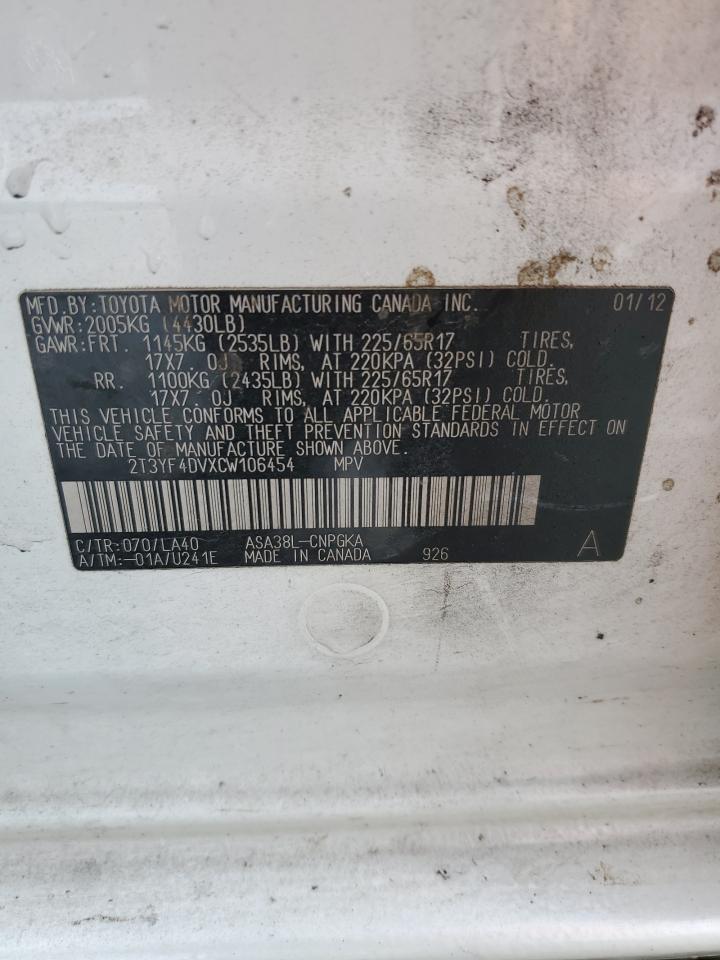 MFD.BY:TOYOTA MOTOR MANUFACTURING CANADA INC. 01/12
GVWR:2005KG (4430LB)
GAWR:FRT. 1145KG (2535LB) WITH 225/65R17 TIRES,
17X7. 0J RIMS, AT 220KPA (32PSI) COLD.
RR. 1100KG (2435LB) WITH 225/65R17 TIRES,
17X7. 0J RIMS, AT 220KPA (32PSI) COLD.
THIS VEHICLE CONFORMS TO ALL APPLICABLE FEDERAL MOTOR
VEHICLE SAFETY AND THEFT PREVENTION STANDARDS IN EFFECT ON
THE DATE OF MANUFACTURE SHOWN ABOVE.
2T3YF4DVXCW106454 MPV
C/TR:070/LA40 ASA38L-CNPGKA
A/TM:-01A/U241E MADE IN CANADA 926 A